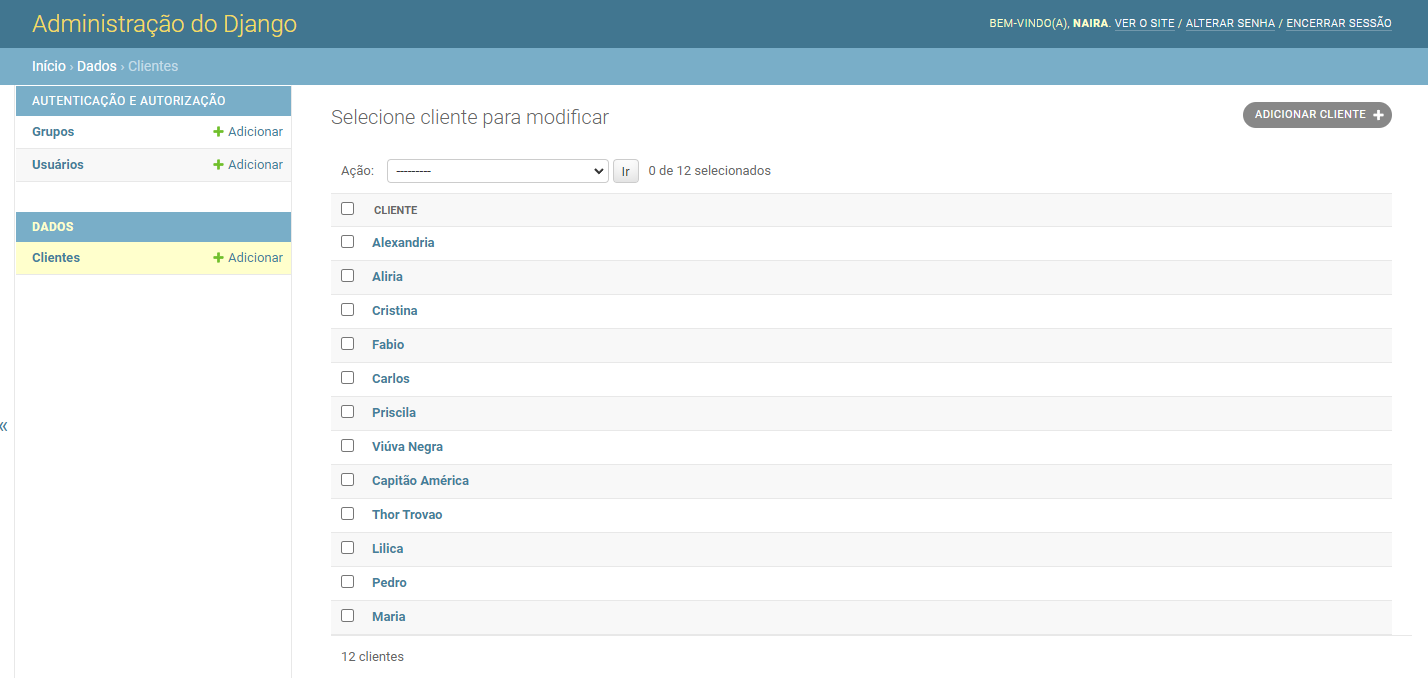 Administração do Django
BEM-VINDO(A), NAIRA. VER O SITE / ALTERAR SENHA / ENCERRAR SESSÃO
Início › Dados › Clientes
AUTENTICAÇÃO E AUTORIZAÇÃO
Grupos + Adicionar
Usuários + Adicionar
DADOS
Clientes + Adicionar
«
Selecione cliente para modificar
ADICIONAR CLIENTE +
Ação: --------- Ir 0 de 12 selecionados
CLIENTE
Alexandria
Aliria
Cristina
Fabio
Carlos
Priscila
Viúva Negra
Capitão América
Thor Trovao
Lilica
Pedro
Maria
12 clientes